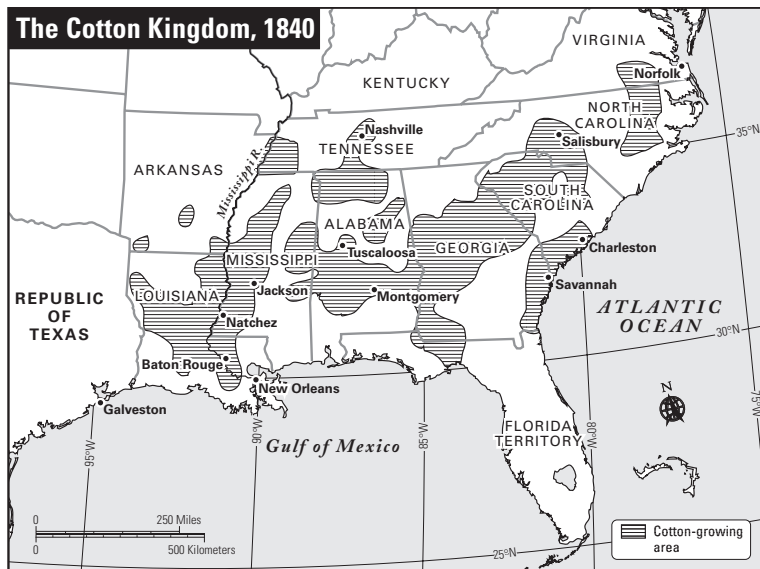 The Cotton Kingdom, 1840
VIRGINIA
Norfolk
KENTUCKY
NORTH
CAROLINA
Nashville
TENNESSEE
Salisbury
35°N
ARKANSAS
Mississippi R.
SOUTH
CAROLINA
ALABAMA
GEORGIA
Charleston
Tuscaloosa
MISSISSIPPI
LOUISIANA
Jackson
Montgomery
Savannah
REPUBLIC
OF
TEXAS
ATLANTIC
OCEAN
Natchez
30°N
Baton Rouge
New Orleans
Galveston
N
75°W
FLORIDA
TERRITORY
80°W
85°W
90°W
95°W
Gulf of Mexico
0 250 Miles
0 500 Kilometers
25°N
Cotton-growing
area